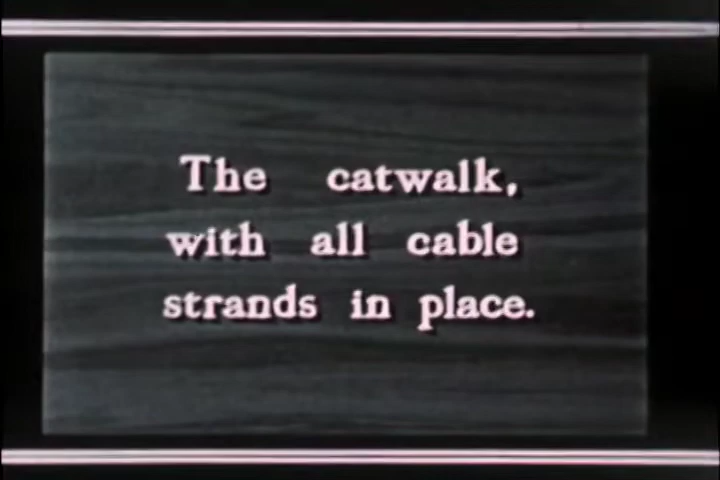 The catwalk,
with all cable
strands in place.